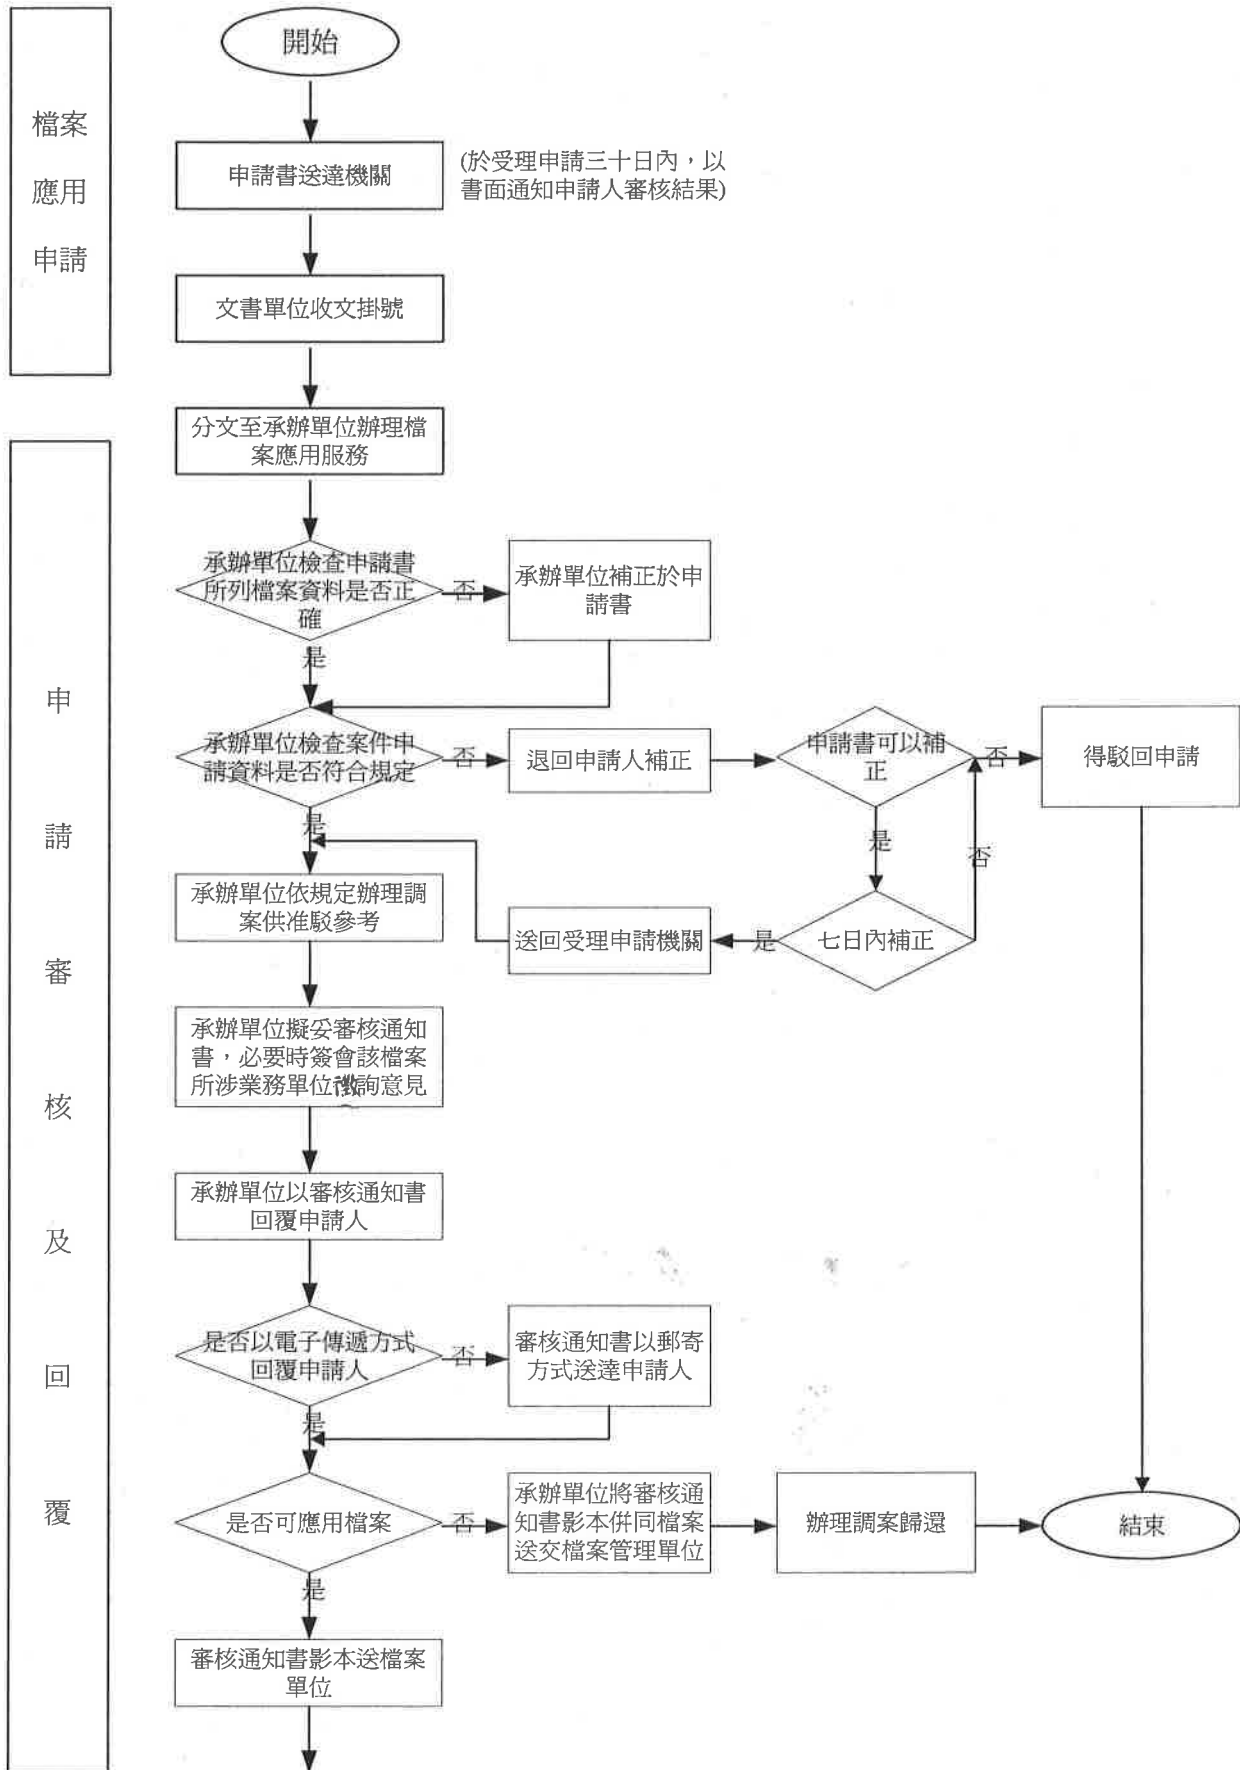 檔案
應用
申請
開始
申請書送達機關
(於受理申請三十日內，以
書面通知申請人審核結果)
文書單位收文掛號
分文至承辦單位辦理檔
案應用服務
申
請
審
核
及
回
覆
承辦單位檢查申請書
所列檔案資料是否正
確
否
承辦單位補正於申
請書
是
承辦單位檢查案件申
請資料是否符合規定
否
退回申請人補正
申請書可以補
正
否
得駁回申請
是
是
否
承辦單位依規定辦理調
案供准駁參考
送回受理申請機關
是
七日內補正
承辦單位擬妥審核通知
書，必要時簽會該檔案
所涉業務單位徵詢意見
承辦單位以審核通知書
回覆申請人
是否以電子傳遞方式
回覆申請人
否
審核通知書以郵寄
方式送達申請人
是
是否可應用檔案
否
承辦單位將審核通
知書影本併同檔案
送交檔案管理單位
辦理調案歸還
結束
是
審核通知書影本送檔案
單位